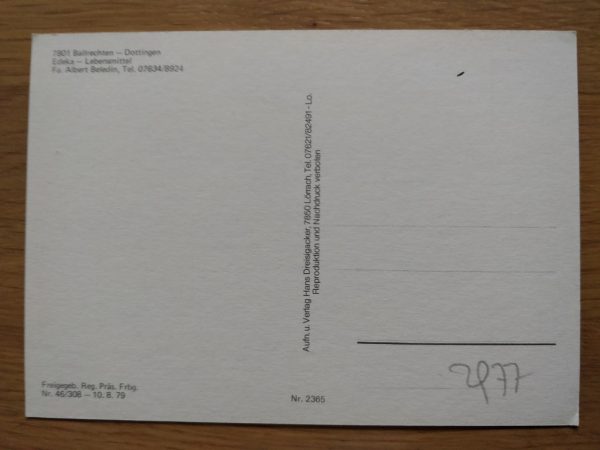 7801 Ballrechten – Dottingen
Edeka – Lebensmittel
Fa. Albert Beledin, Tel. 07634/8924
Aufn. u. Verlag Hans Dreisigacker, 7850 Lörrach, Tel. 07621/82491 - Lo.
Reproduktion und Nachdruck verboten
Freigegeb. Reg. Präs. Frbg.
Nr. 46/308 – 10. 8. 79
Nr. 2365